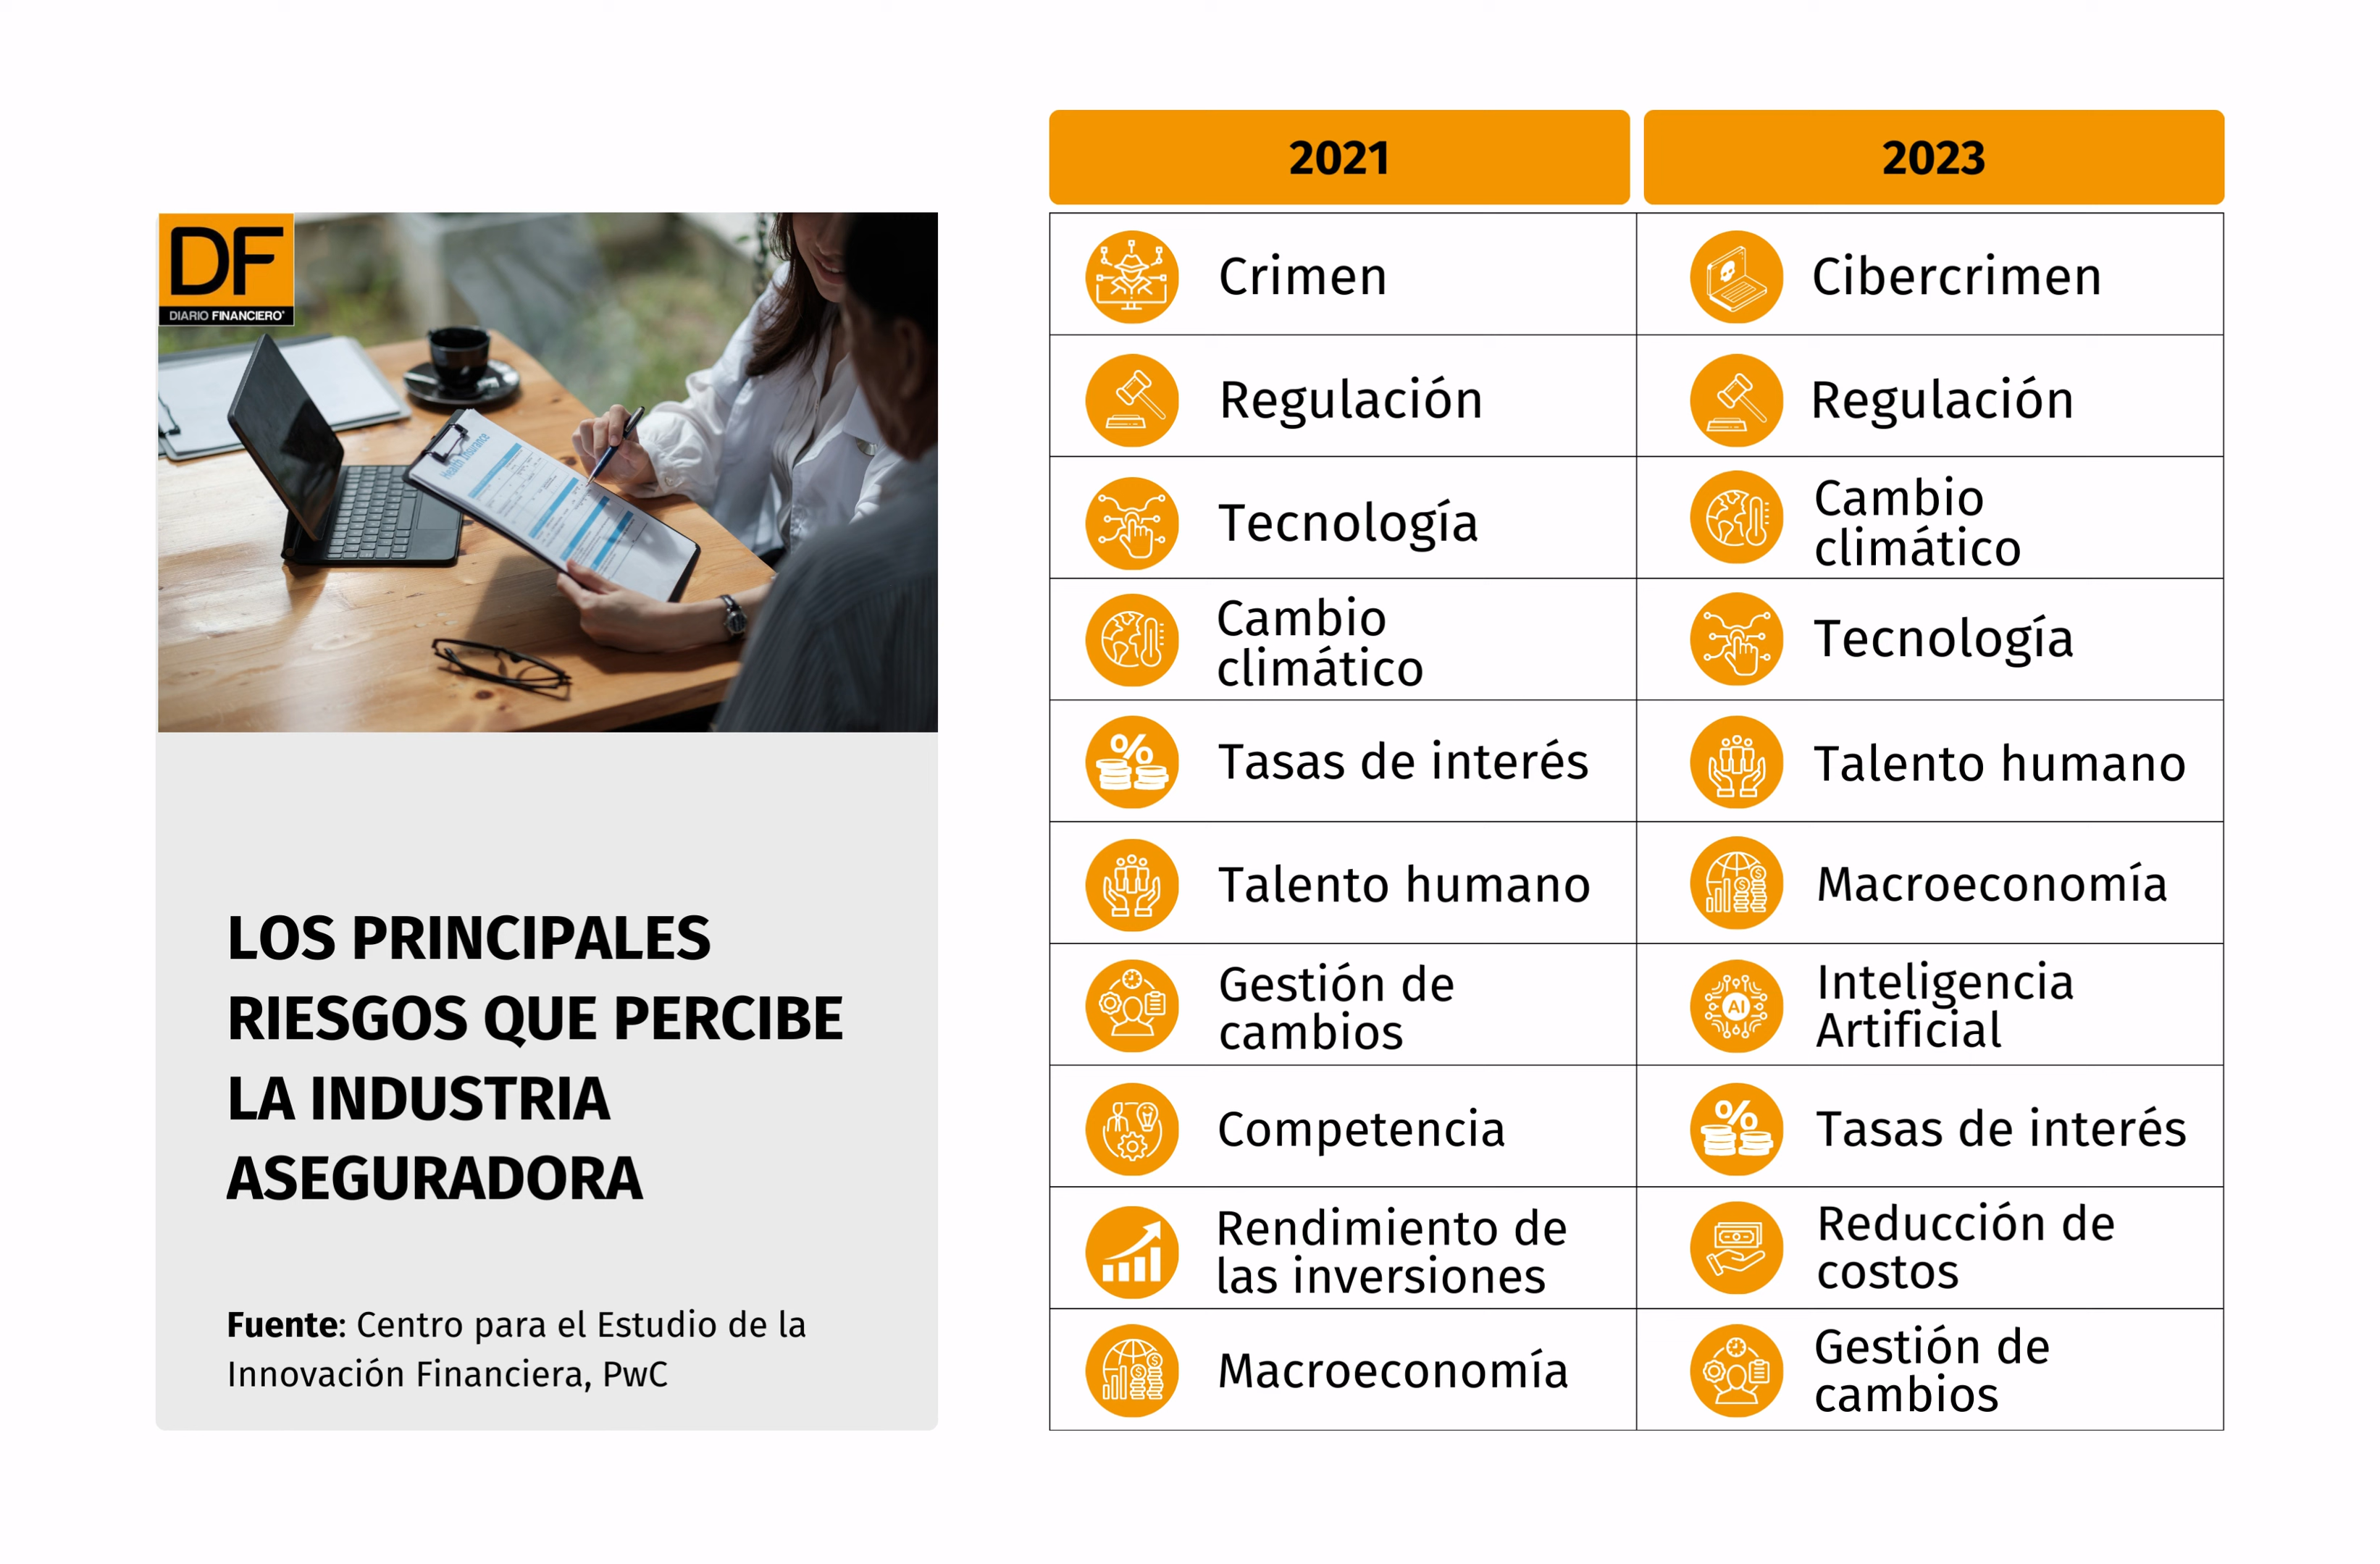 DF
DIARIO FINANCIERO
Health Insurance
LOS PRINCIPALES
RIESGOS QUE PERCIBE
LA INDUSTRIA
ASEGURADORA
Fuente: Centro para el Estudio de la
Innovación Financiera, PwC
2021
2023
Crimen
Cibercrimen
Regulación
Regulación
Tecnología
Cambio
climático
Cambio
climático
Tecnología
% Tasas de interés
Talento humano
Talento humano
Macroeconomía
Gestión de
cambios
AI
Inteligencia
Artificial
Competencia
% Tasas de interés
Rendimiento de
las inversiones
Reducción de
costos
Macroeconomía
Gestión de
cambios